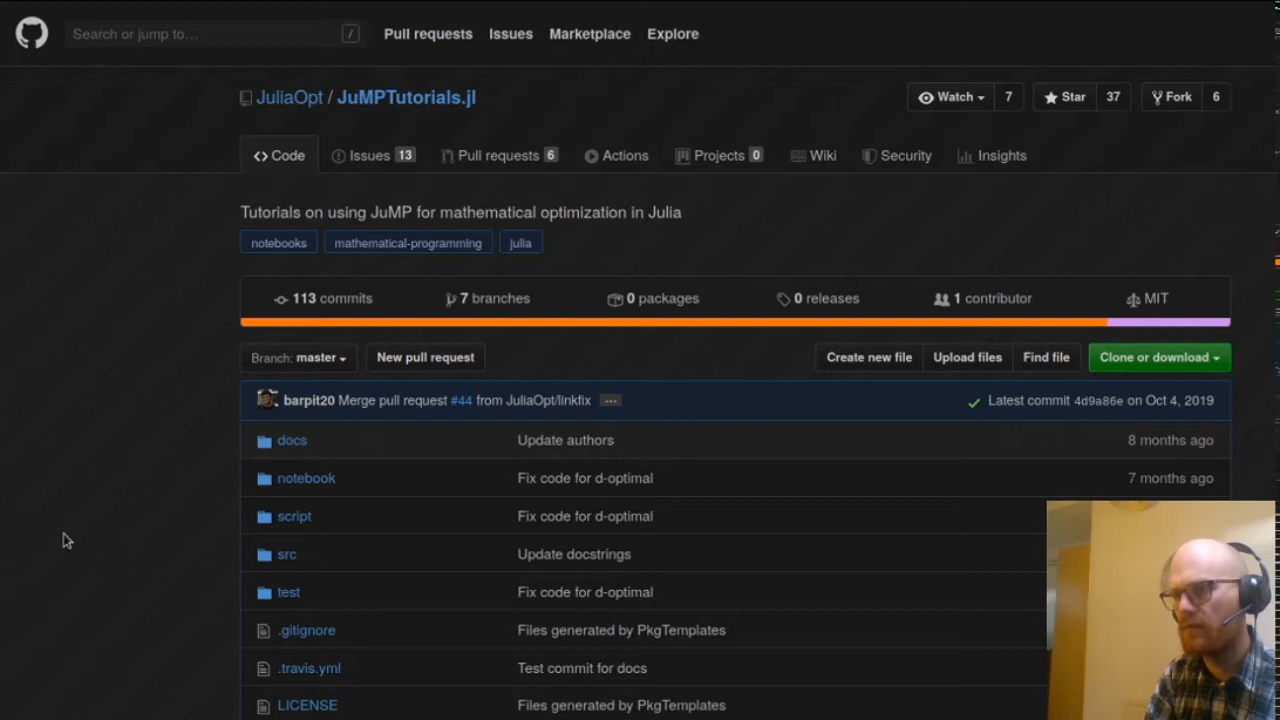 Search or jump to… /
Pull requests Issues Marketplace Explore
JuliaOpt / JuMPTutorials.jl
Watch 7 Star 37 Fork 6
Code Issues 13 Pull requests 6 Actions Projects 0 Wiki Security Insights
Tutorials on using JuMP for mathematical optimization in Julia
notebooks mathematical-programming julia
113 commits 7 branches 0 packages 0 releases 1 contributor MIT
Branch: master New pull request Create new file Upload files Find file Clone or download
barpit20 Merge pull request #44 from JuliaOpt/linkfix ... Latest commit 4d9a86e on Oct 4, 2019
docs Update authors 8 months ago
notebook Fix code for d-optimal 7 months ago
script Fix code for d-optimal
src Update docstrings
test Fix code for d-optimal
.gitignore Files generated by PkgTemplates
.travis.yml Test commit for docs
LICENSE Files generated by PkgTemplates